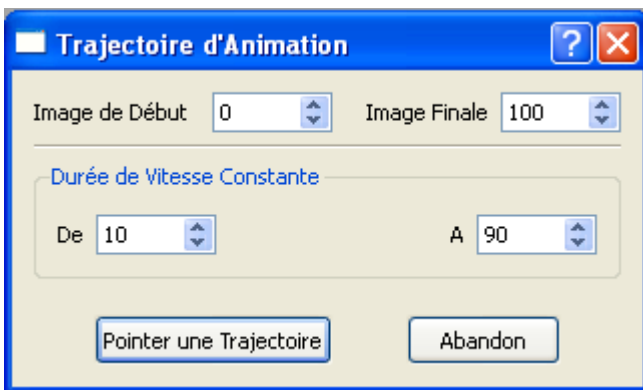 Trajectoire d'Animation ?
Image de Début 0 Image Finale 100
Durée de Vitesse Constante
De 10 A 90
Pointer une Trajectoire Abandon